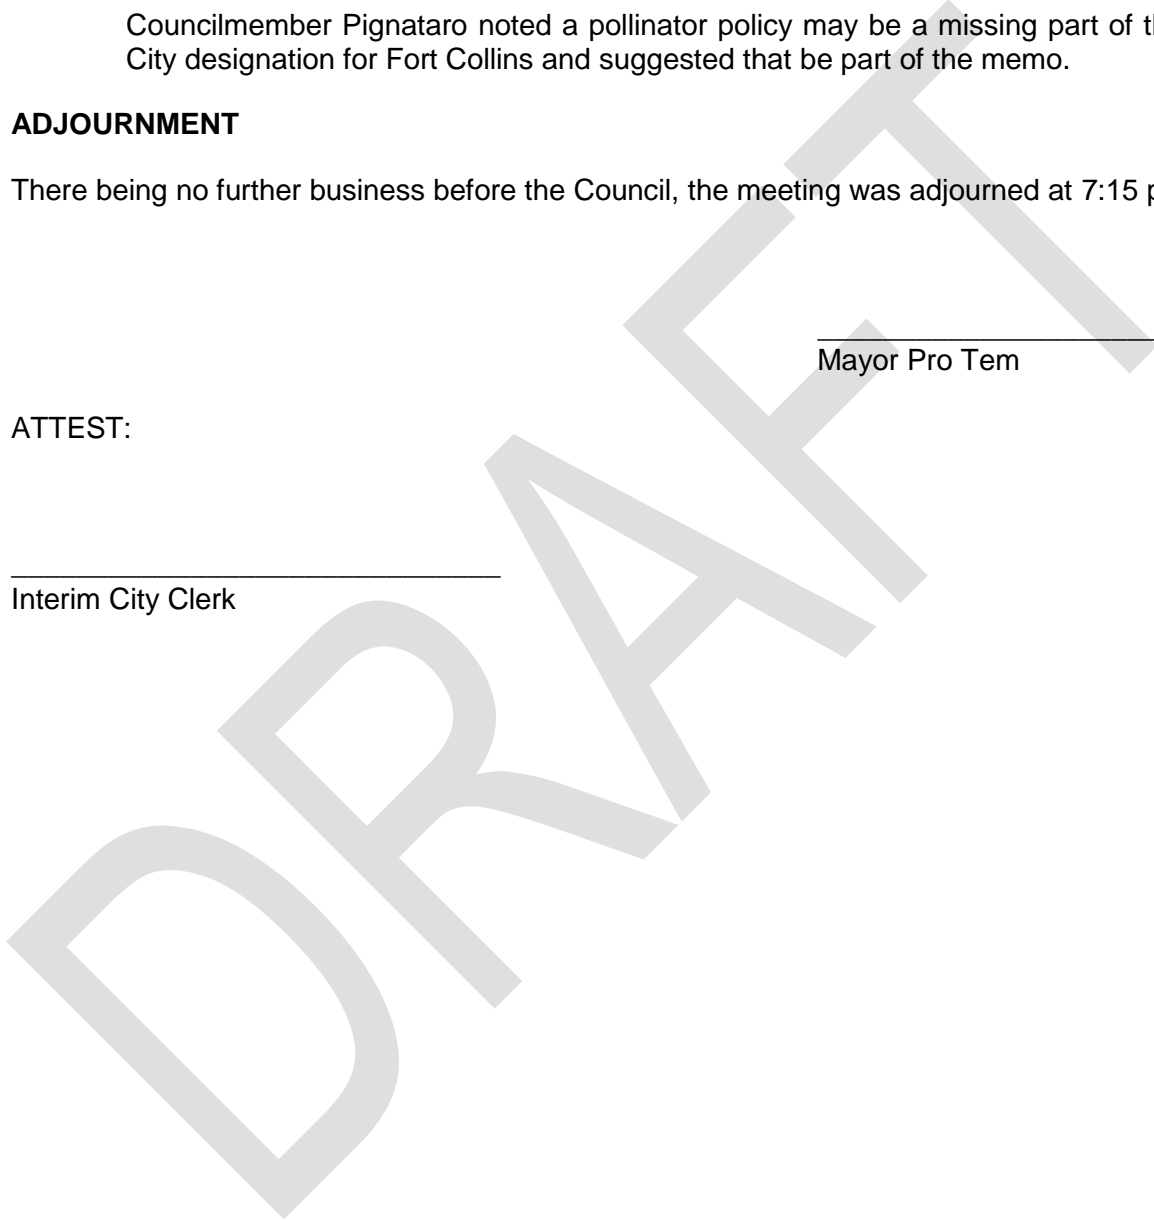 Councilmember Pignataro noted a pollinator policy may be a missing part of
City designation for Fort Collins and suggested that be part of the memo.
ADJOURNMENT
There being no further business before the Council, the meeting was adjourned at 7:15
Mayor Pro Tem
ATTEST:
Interim City Clerk
DRAFT